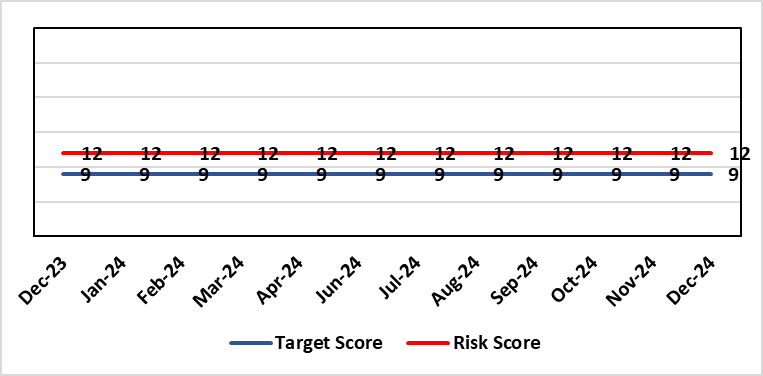 12 12 12 12 12 12 12 12 12 12 12 12
9 9 9 9 9 9 9 9 9 9 9 9
Dec-23 Jan-24 Feb-24 Mar-24 Apr-24 Jun-24 Jul-24 Aug-24 Sep-24 Oct-24 Nov-24 Dec-24
Target Score Risk Score